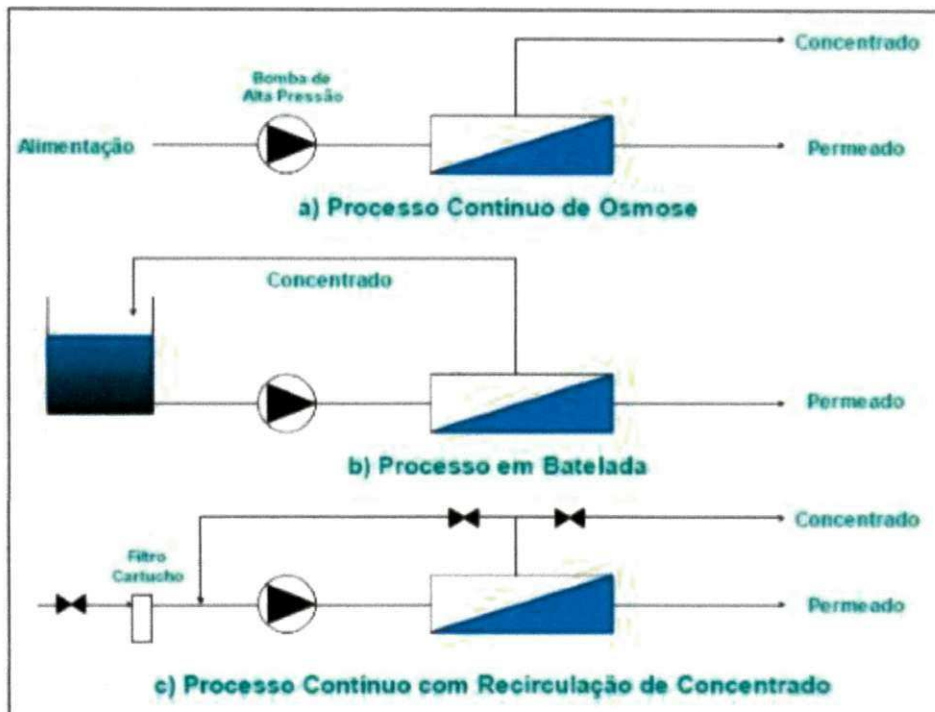 Concentrado
Bomba de
Alta Pressão
Alimentação
Permeado
a) Processo Contínuo de Osmose
Concentrado
Permeado
b) Processo em Batelada
Concentrado
Filtro
Cartucho
Permeado
c) Processo Contínuo com Recirculação de Concentrado